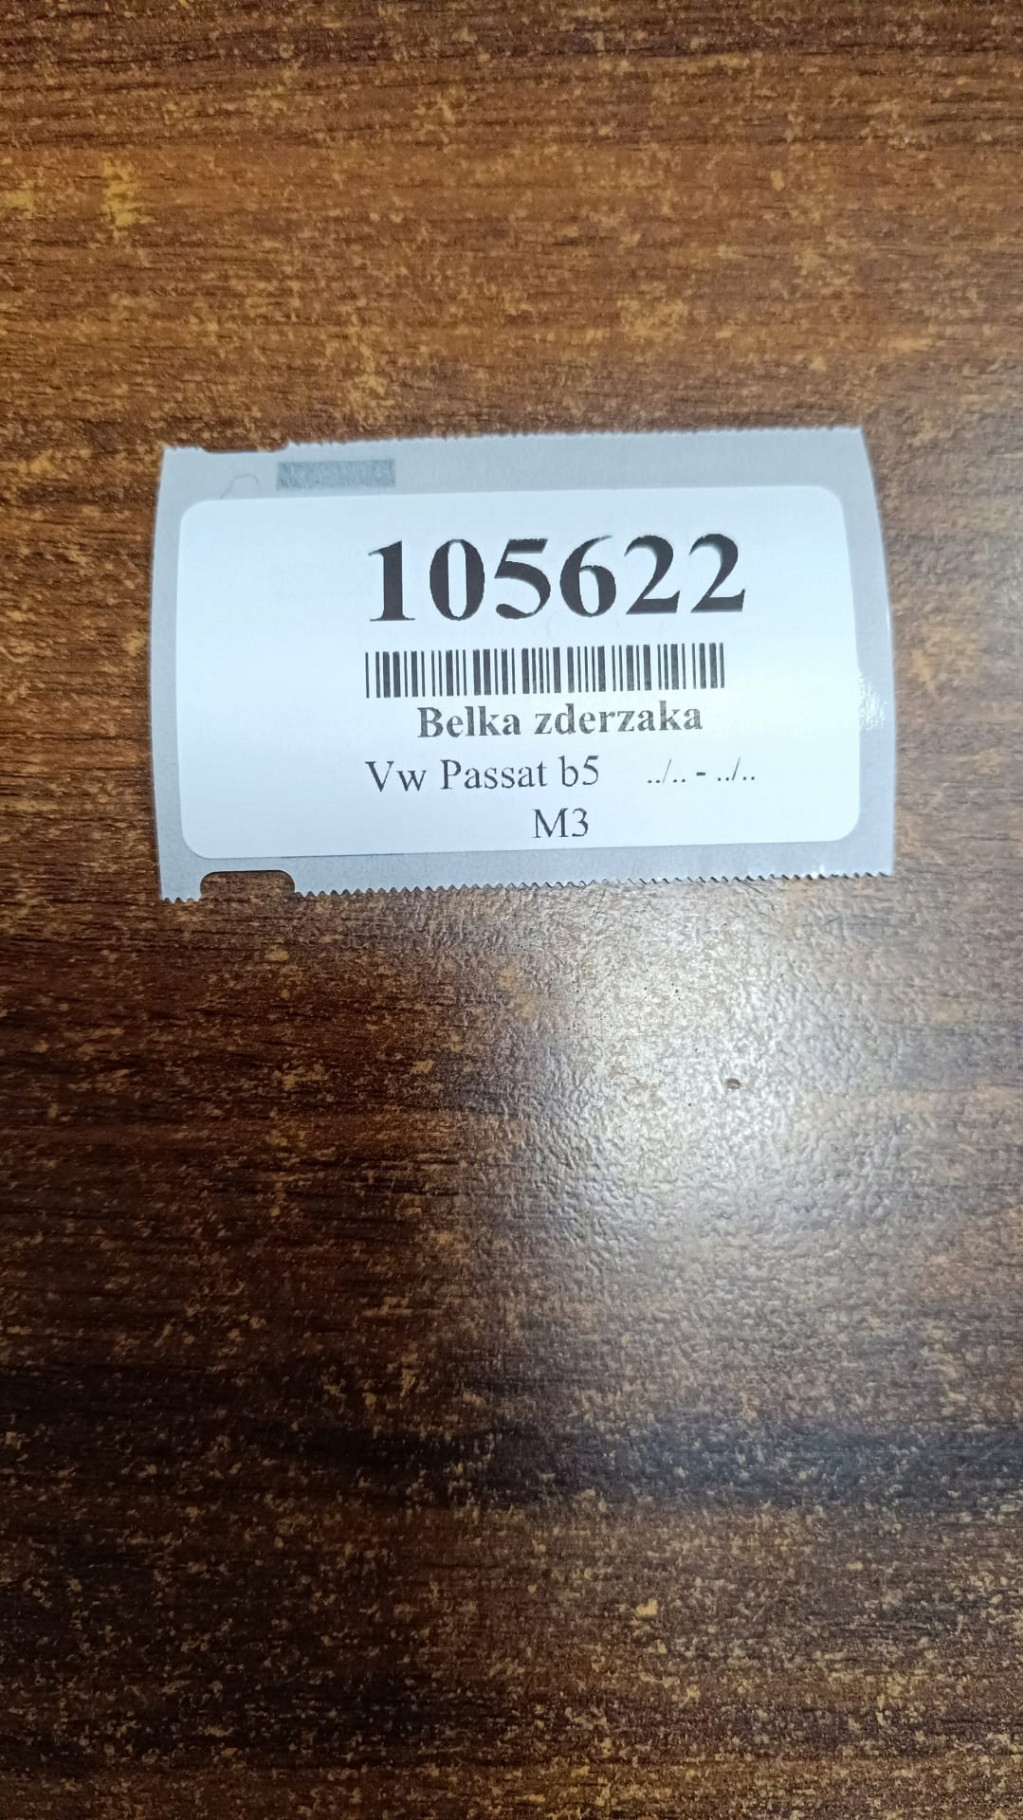 105622
Belka zderzaka
Vw Passat b5 ../.. - ../..
M3